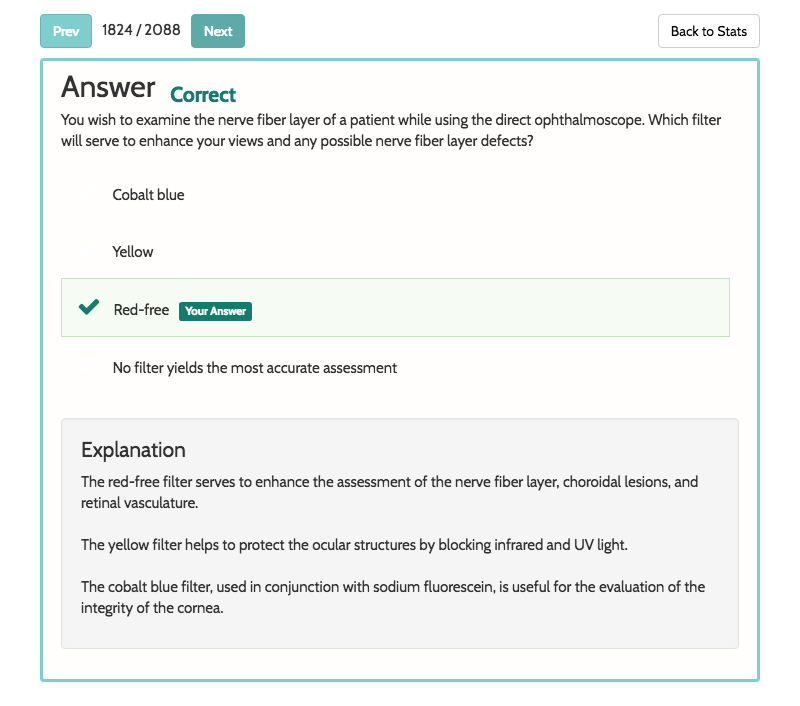 Prev 1824 / 2088 Next Back to Stats
Answer Correct
You wish to examine the nerve fiber layer of a patient while using the direct ophthalmoscope. Which filter
will serve to enhance your views and any possible nerve fiber layer defects?
Cobalt blue
Yellow
Red-free Your Answer
No filter yields the most accurate assessment
Explanation
The red-free filter serves to enhance the assessment of the nerve fiber layer, choroidal lesions, and
retinal vasculature.
The yellow filter helps to protect the ocular structures by blocking infrared and UV light.
The cobalt blue filter, used in conjunction with sodium fluorescein, is useful for the evaluation of the
integrity of the cornea.